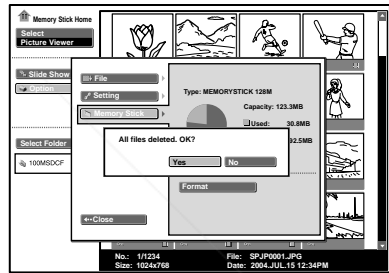 Memory Stick Home
Select
Picture Viewer
Slide Show
Option
Select Folder
100MSDCF
File
Setting
Memory Stick
Type: MEMORYSTICK 128M
Capacity: 123.3MB
Used: 30.8MB
92.5MB
All files deleted. OK?
Yes
No
Format
Close
No.: 1/1234
File: SPJP0001.JPG
Size: 1024x768
Date: 2004.JUL.15 12:34PM